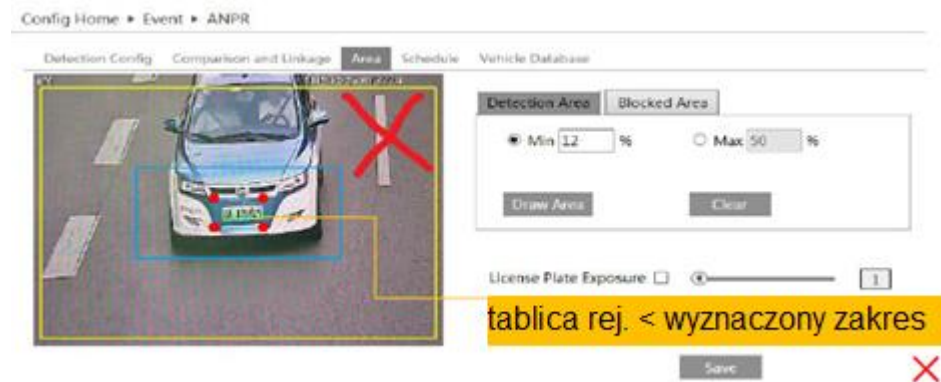 Config Home ▸ Event ▸ ANPR
Detection Config Comparison and Linkage Area Schedule Vehicle Database
Detection Area Blocked Area
Min 12 % Max 50 %
Draw Area Clear
License Plate Exposure 1
tablica rej. < wyznaczony zakres
Save